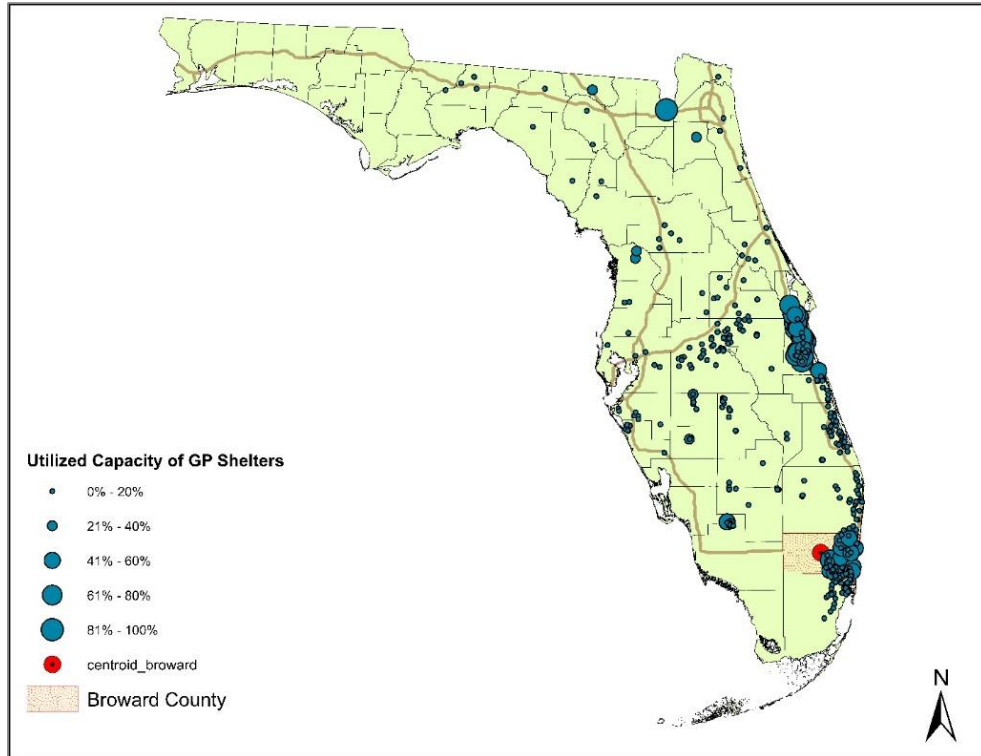 N
Utilized Capacity of GP Shelters
0% - 20%
21% - 40%
41% - 60%
61% - 80%
81% - 100%
centroid_broward
Broward County